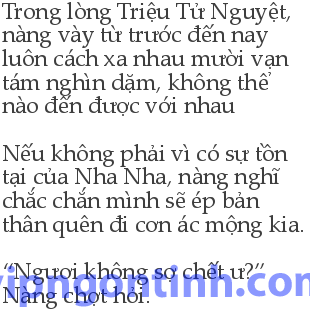 Trong lòng Triệu Tử Nguyệt,
nàng vày từ trước đến nay
luôn cách xa nhau mười vạn
tám nghìn dặm, không thể
nào đến được với nhau
Nếu không phải vì có sự tồn
tại của Nha Nha, nàng nghĩ
chắc chắn mình sẽ ép bản
thân quên đi cơn ác mộng kia.
“Ngươi không sợ chết ư?”
Nàng chợt hỏi.
vipngontinh.com